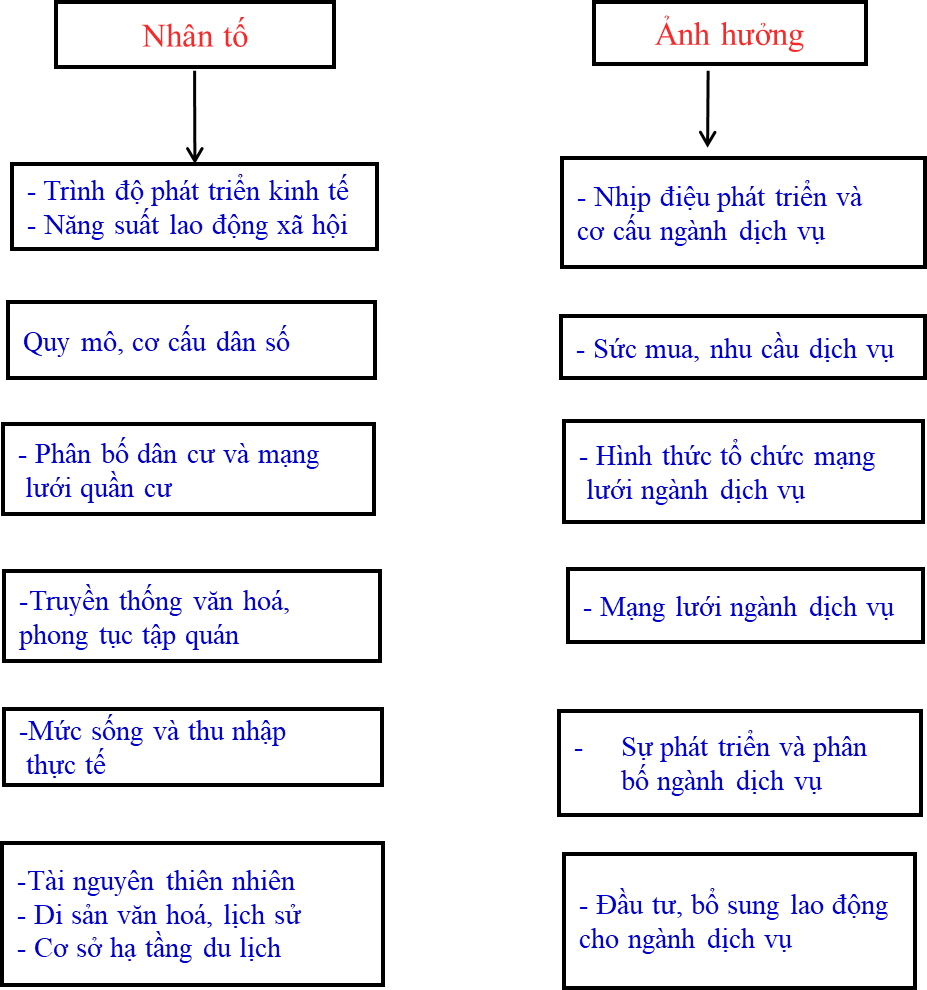 Nhân tố
- Trình độ phát triển kinh tế
- Năng suất lao động xã hội
Quy mô, cơ cấu dân số
- Phân bố dân cư và mạng
lưới quần cư
-Truyền thống văn hoá,
phong tục tập quán
-Mức sống và thu nhập
thực tế
-Tài nguyên thiên nhiên
- Di sản văn hoá, lịch sử
- Cơ sở hạ tầng du lịch
Ảnh hưởng
- Nhịp điệu phát triển và
cơ cấu ngành dịch vụ
- Sức mua, nhu cầu dịch vụ
- Hình thức tổ chức mạng
lưới ngành dịch vụ
- Mạng lưới ngành dịch vụ
- Sự phát triển và phân
bố ngành dịch vụ
- Đầu tư, bổ sung lao động
cho ngành dịch vụ